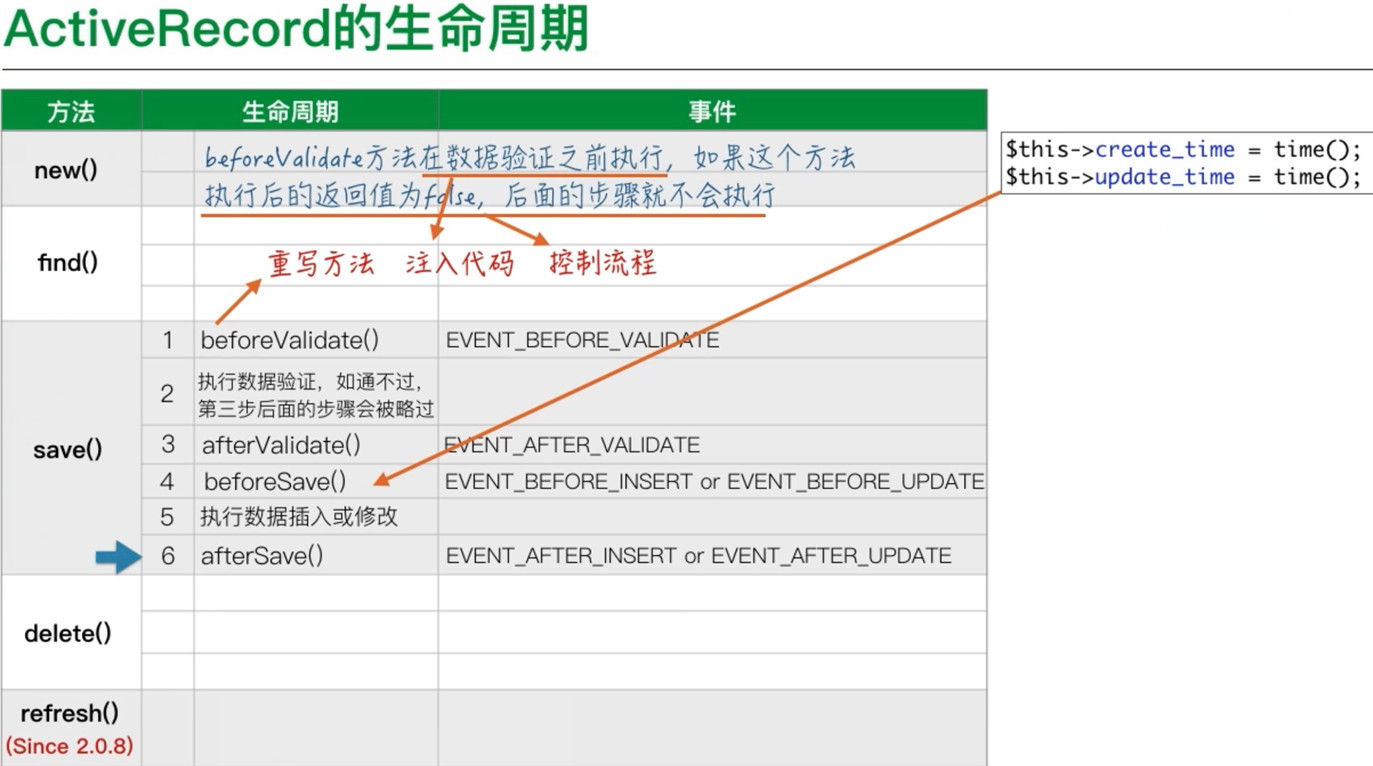 ActiveRecord的生命周期
方法 生命周期 事件
$this->create_time = time();
$this->update_time = time();
new()
beforeValidate方法在数据验证之前执行，如果这个方法
执行后的返回值为false，后面的步骤就不会执行
find()
重写方法 注入代码 控制流程
save()
1 beforeValidate() EVENT_BEFORE_VALIDATE
2 执行数据验证，如通不过，
第三步后面的步骤会被略过
3 afterValidate() EVENT_AFTER_VALIDATE
4 beforeSave() EVENT_BEFORE_INSERT or EVENT_BEFORE_UPDATE
5 执行数据插入或修改
6 afterSave() EVENT_AFTER_INSERT or EVENT_AFTER_UPDATE
delete()
refresh()
(Since 2.0.8)